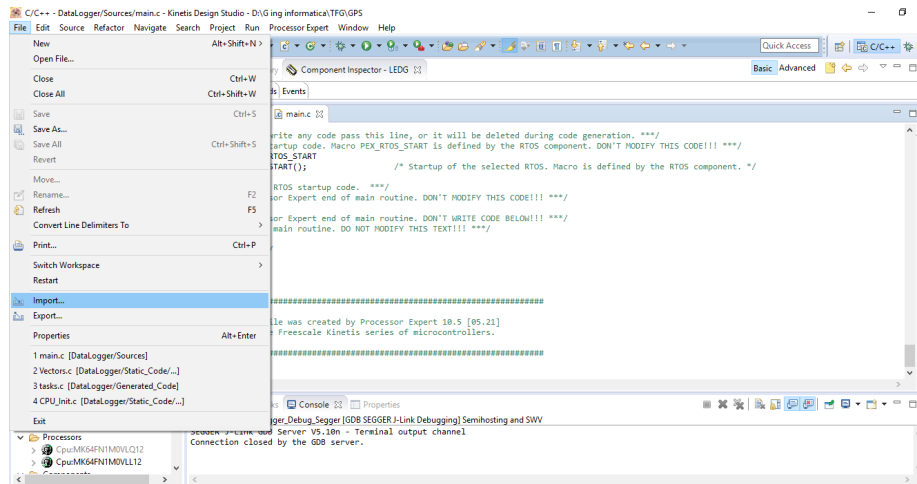 C/C++ - DataLogger/Sources/main.c - Kinetis Design Studio - D:\G ing informatica\TFG\GPS
File Edit Source Refactor Navigate Search Project Run Processor Expert Window Help
New Alt+Shift+N >
Open File...
Close Ctrl+W
Close All Ctrl+Shift+W
Save Ctrl+S
Save As...
Save All Ctrl+Shift+S
Revert
Move...
Rename... F2
Refresh F5
Convert Line Delimiters To >
Print... Ctrl+P
Switch Workspace >
Restart
Import...
Export...
Properties Alt+Enter
1 main.c [DataLogger/Sources]
2 Vectors.c [DataLogger/Static_Code/...]
3 tasks.c [DataLogger/Generated_Code]
4 CPU_Init.c [DataLogger/Static_Code/...]
Exit
Processors
Cpu:MK64FN1M0VLQ12
Cpu:MK64FN1M0VLL12
Quick Access C/C++
Component Inspector - LEDG
Basic Advanced
ds Events
main.c
rite any code pass this line, or it will be deleted during code generation. ***/
tartup code. Macro PEX_RTOS_START is defined by the RTOS component. DON'T MODIFY THIS CODE!!! ***/
RTOS_START
START(); /* Startup of the selected RTOS. Macro is defined by the RTOS component. */
RTOS startup code. ***/
sor Expert end of main routine. DON'T MODIFY THIS CODE!!! ***/
sor Expert end of main routine. DON'T WRITE CODE BELOW!!! ***/
main routine. DO NOT MODIFY THIS TEXT!!! ***/
ile was created by Processor Expert 10.5 [05.21]
e Freescale Kinetis series of microcontrollers.
ks Console Properties
gger_Debug_Segger [GDB SEGGER J-Link Debugging] Semihosting and SWV
SEGGER J-Link GDB Server V5.10n - Terminal output channel
Connection closed by the GDB server.